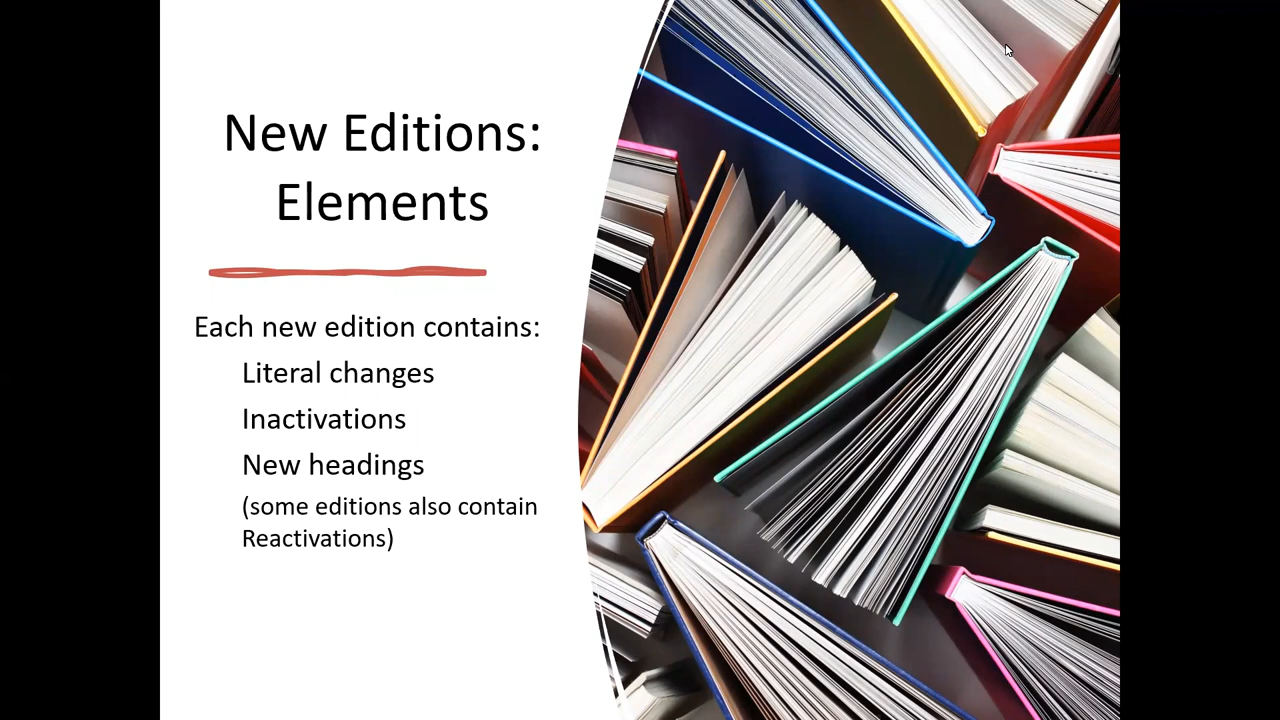 New Editions:
Elements
Each new edition contains:
Literal changes
Inactivations
New headings
(some editions also contain
Reactivations)